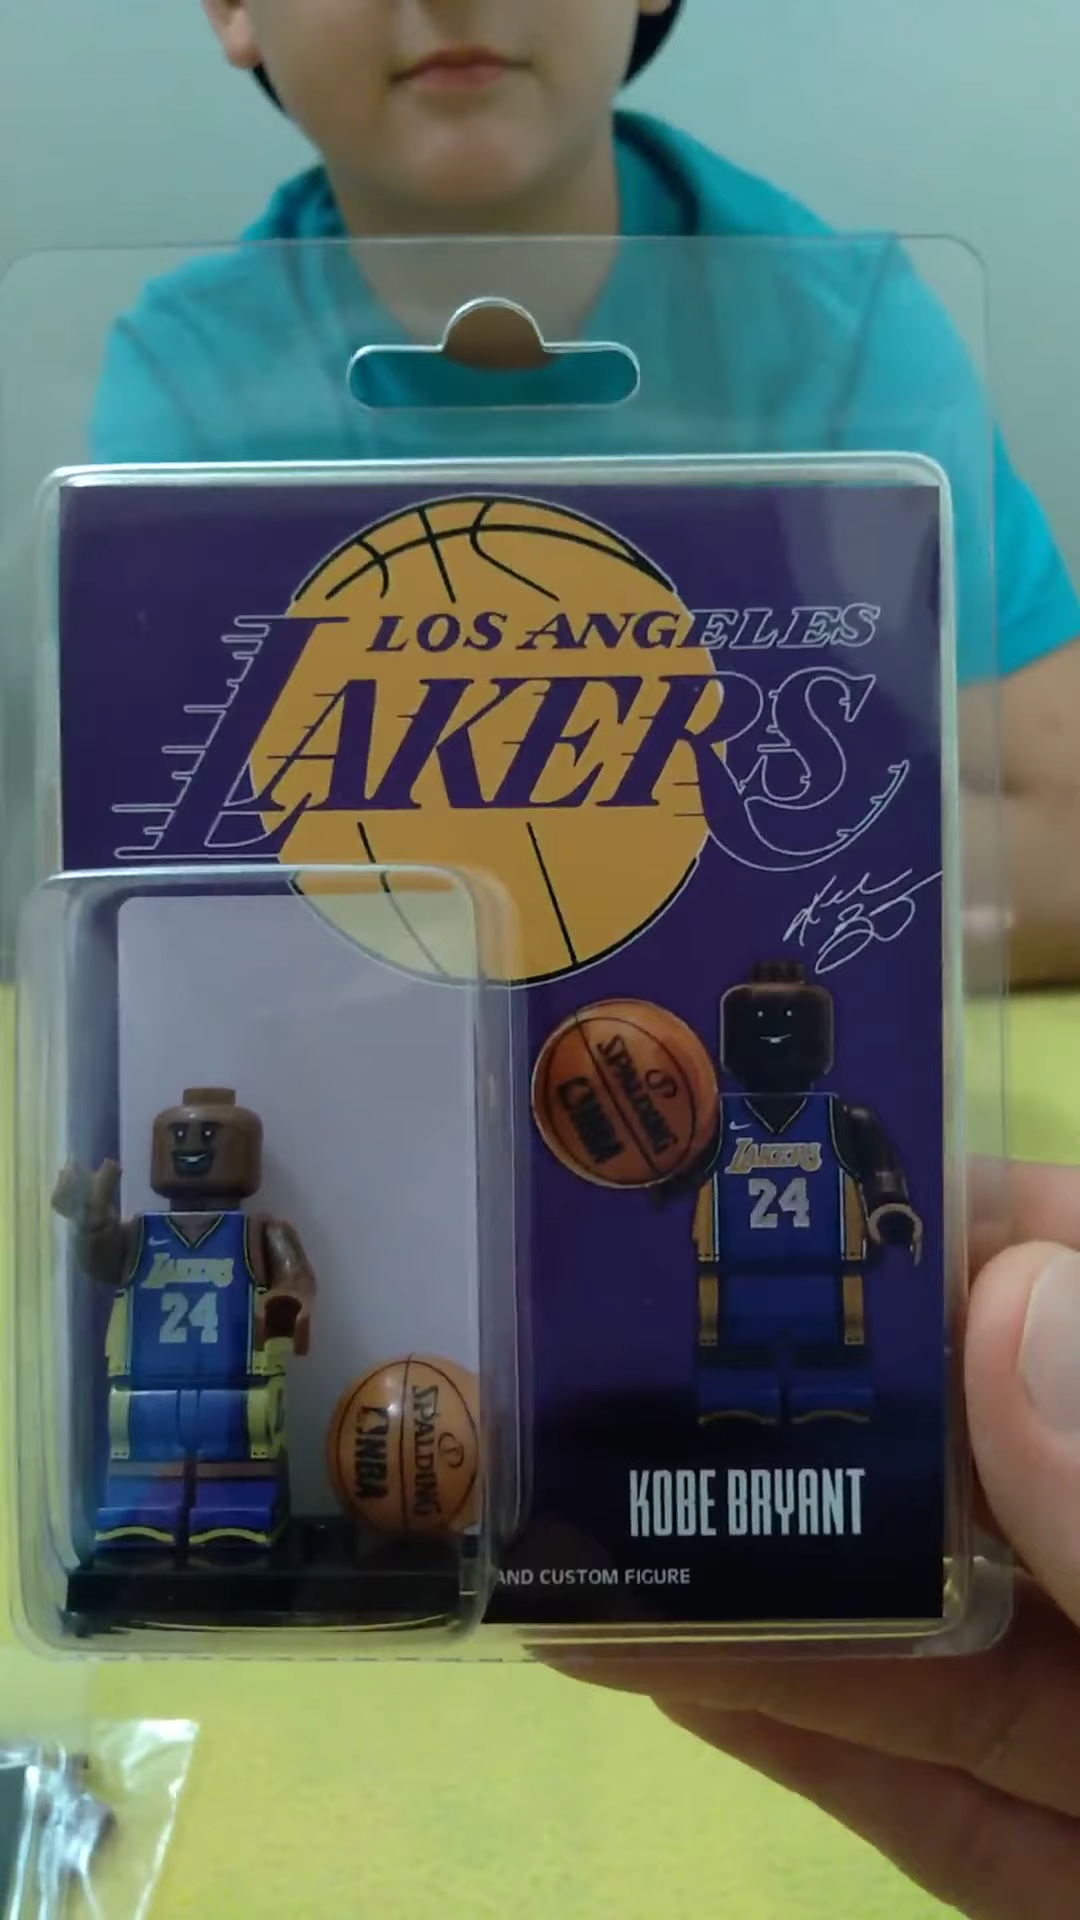 LOS ANGELES
LAKERS
SPALDING
NBA
LAKERS
24
LAKERS
24
SPALDING
NBA
KOBE BRYANT
AND CUSTOM FIGURE